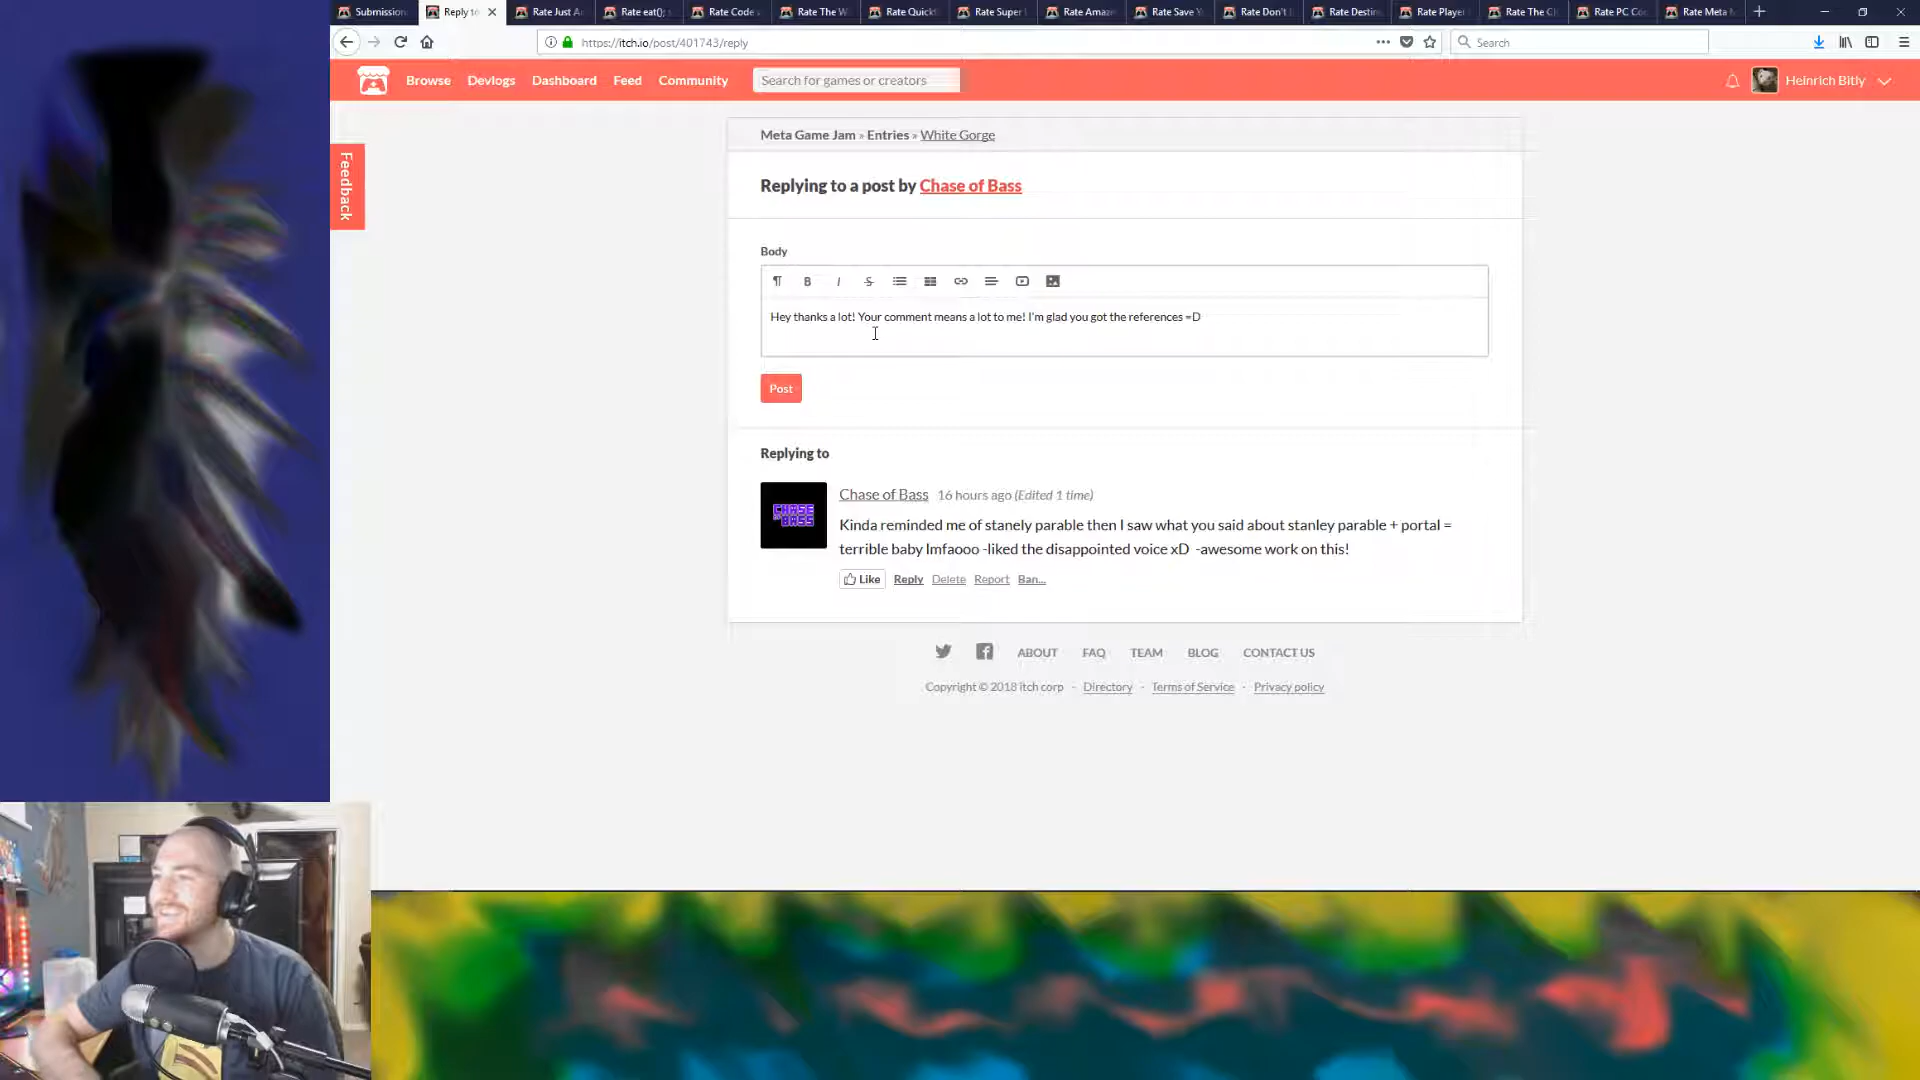 Submission
Reply to
Rate Just A
Rate eat();
Rate Code
Rate The W
Rate Quick
Rate Super
Rate Amaz
Rate Save Y
Rate Don't
Rate Destin
Rate Player
Rate The C
Rate PC Co
Rate Meta
https://itch.io/post/401743/reply
Search
Browse
Devlogs
Dashboard
Feed
Community
Search for games or creators
Heinrich Bitly
Feedback
Meta Game Jam » Entries » White Gorge
Replying to a post by Chase of Bass
Body
Hey thanks a lot! Your comment means a lot to me! I'm glad you got the references =D
Post
Replying to
CHASE OF BASS
Chase of Bass 16 hours ago (Edited 1 time)
Kinda reminded me of stanely parable then I saw what you said about stanley parable + portal =
terrible baby lmfaooo -liked the disappointed voice xD -awesome work on this!
Like Reply Delete Report Ban...
ABOUT FAQ TEAM BLOG CONTACT US
Copyright © 2018 itch corp · Directory · Terms of Service · Privacy policy